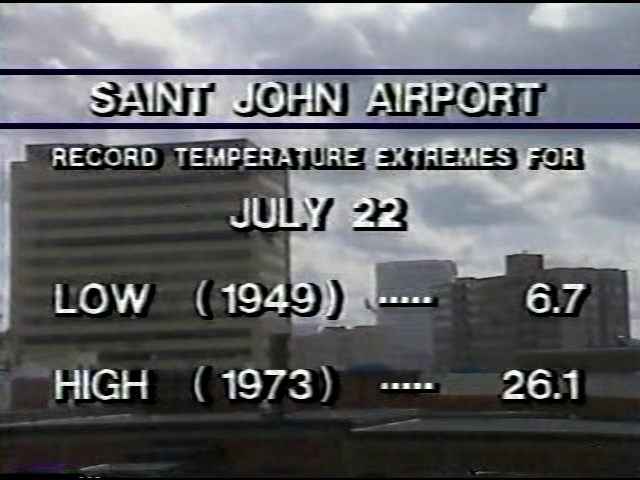 SAINT JOHN AIRPORT
RECORD TEMPERATURE EXTREMES FOR
JULY 22
LOW (1949) ..... 6.7
HIGH (1973) ..... 26.1